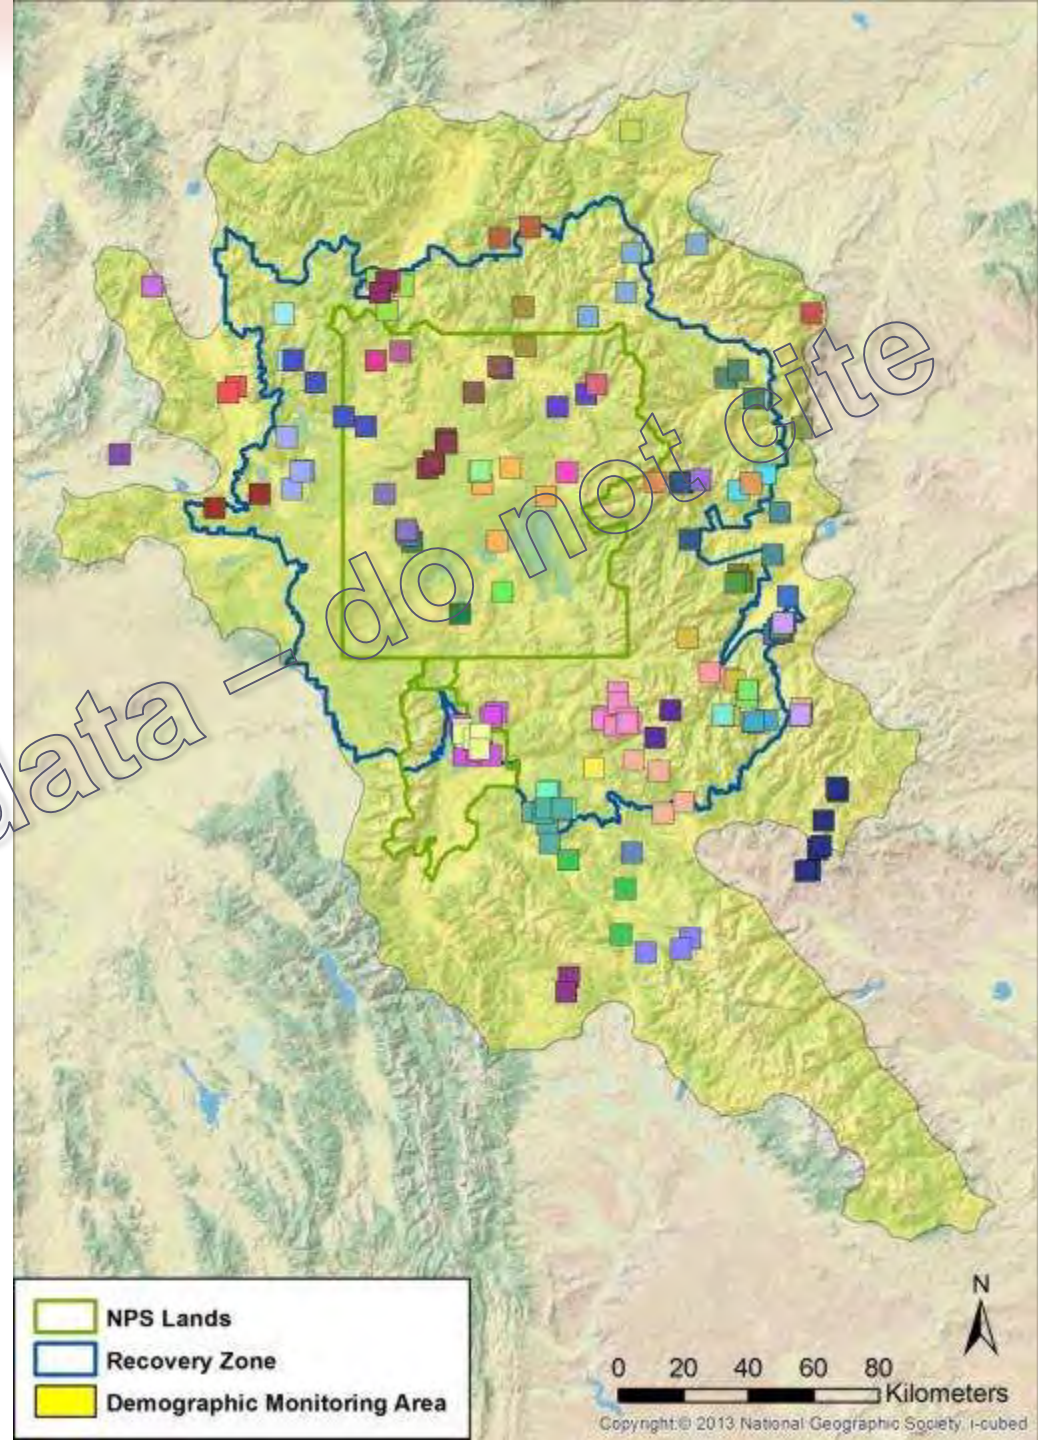 data – do not cite
NPS Lands
Recovery Zone
Demographic Monitoring Area
N
0 20 40 60 80
Kilometers
Copyright:© 2013 National Geographic Society, i-cubed